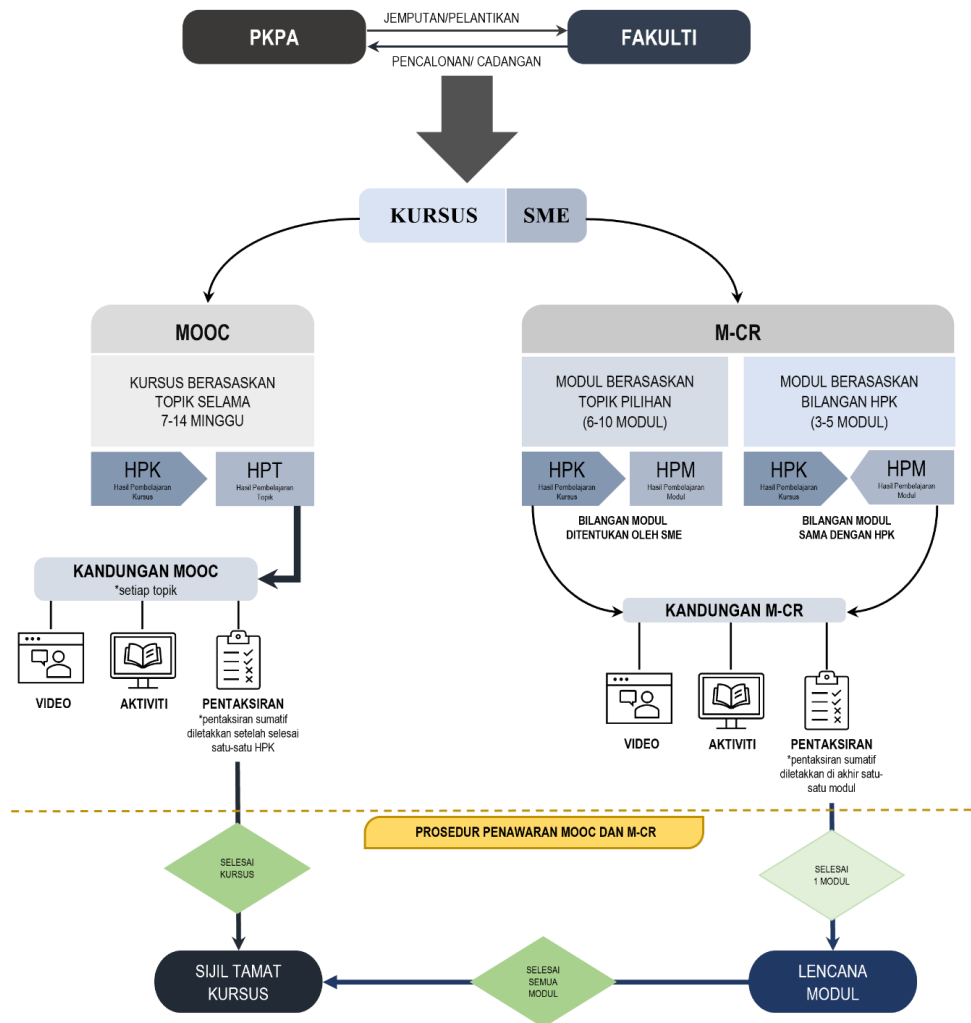 PKPA
JEMPUTAN/PELANTIKAN
FAKULTI
PENCALONAN/ CADANGAN
KURSUS
SME
MOOC
KURSUS BERASASKAN
TOPIK SELAMA
7-14 MINGGU
HPK
Hasil Pembelajaran
Kursus
HPT
Hasil Pembelajaran
Topik
KANDUNGAN MOOC
*setiap topik
VIDEO
AKTIVITI
PENTAKSIRAN
*pentaksiran sumatif
diletakkan setelah selesai
satu-satu HPK
M-CR
MODUL BERASASKAN
TOPIK PILIHAN
(6-10 MODUL)
HPK
Hasil Pembelajaran
Kursus
HPM
Hasil Pembelajaran
Modul
BILANGAN MODUL
DITENTUKAN OLEH SME
MODUL BERASASKAN
BILANGAN HPK
(3-5 MODUL)
HPK
Hasil Pembelajaran
Kursus
HPM
Hasil Pembelajaran
Modul
BILANGAN MODUL
SAMA DENGAN HPK
KANDUNGAN M-CR
VIDEO
AKTIVITI
PENTAKSIRAN
*pentaksiran sumatif
diletakkan di akhir satu-
satu modul
PROSEDUR PENAWARAN MOOC DAN M-CR
SELESAI
KURSUS
SELESAI
1 MODUL
SIJIL TAMAT
KURSUS
SELESAI
SEMUA
MODUL
LENCANA
MODUL